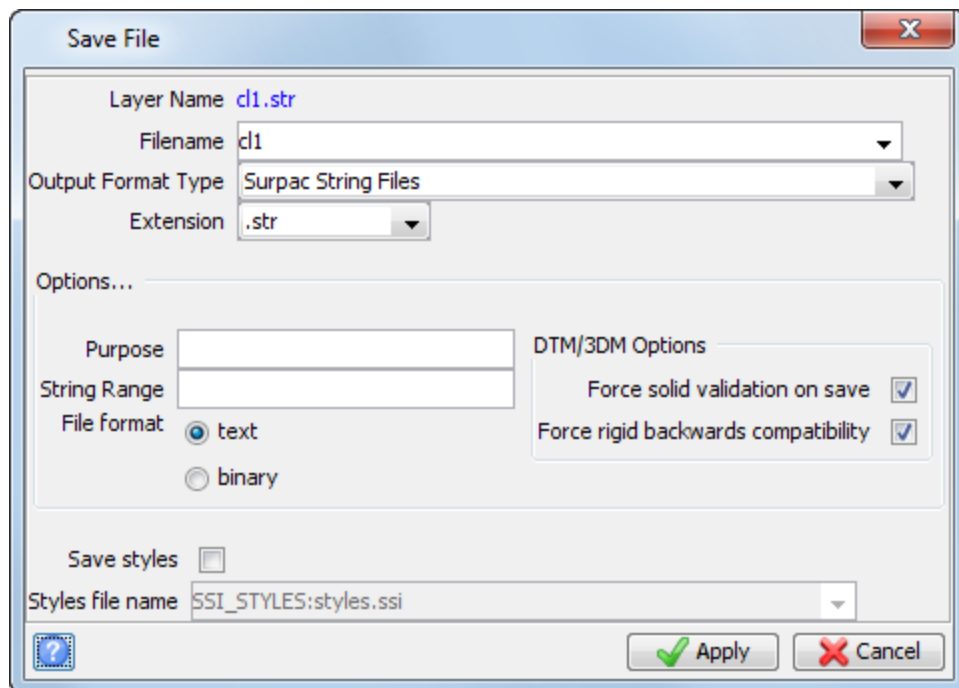 Save File
Layer Name cl1.str
Filename cl1
Output Format Type Surpac String Files
Extension .str
Options...
Purpose
DTM/3DM Options
String Range
Force solid validation on save
File format text
Force rigid backwards compatibility
binary
Save styles
Styles file name SSI_STYLES:styles.ssi
? Apply Cancel